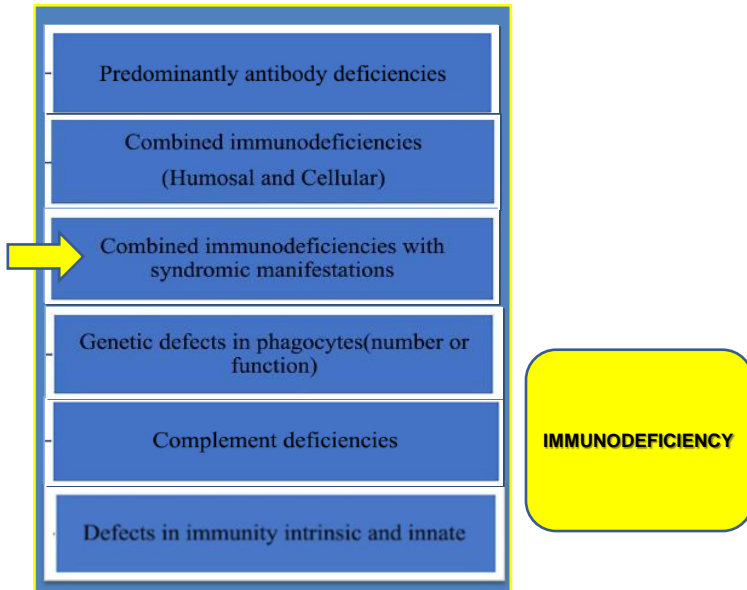 Predominantly antibody deficiencies
Combined immunodeficiencies
(Humosal and Cellular)
Combined immunodeficiencies with
syndromic manifestations
Genetic defects in phagocytes(number or
function)
Complement deficiencies
Defects in immunity intrinsic and innate
IMMUNODEFICIENCY